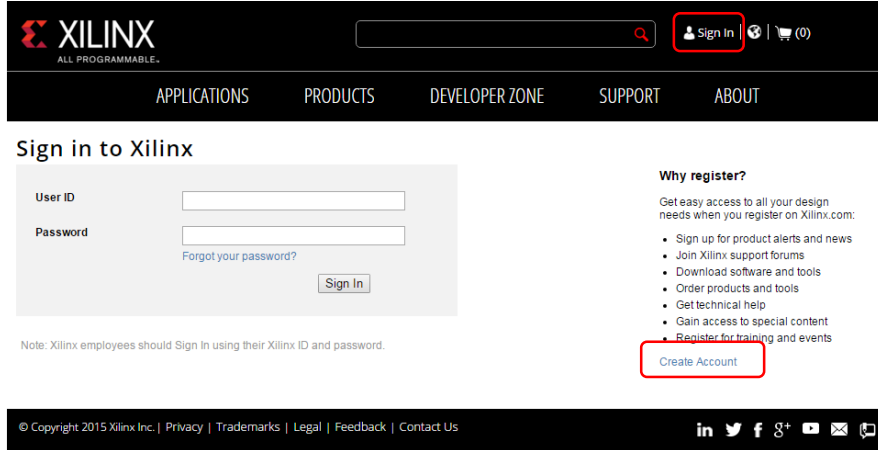 XILINX
ALL PROGRAMMABLE™
Sign In | | (0)
APPLICATIONS PRODUCTS DEVELOPER ZONE SUPPORT ABOUT
Sign in to Xilinx
User ID
Password
Forgot your password?
Sign In
Note: Xilinx employees should Sign In using their Xilinx ID and password.
Why register?
Get easy access to all your design
needs when you register on Xilinx.com:
• Sign up for product alerts and news
• Join Xilinx support forums
• Download software and tools
• Order products and tools
• Get technical help
• Gain access to special content
• Register for training and events
Create Account
© Copyright 2015 Xilinx Inc. | Privacy | Trademarks | Legal | Feedback | Contact Us